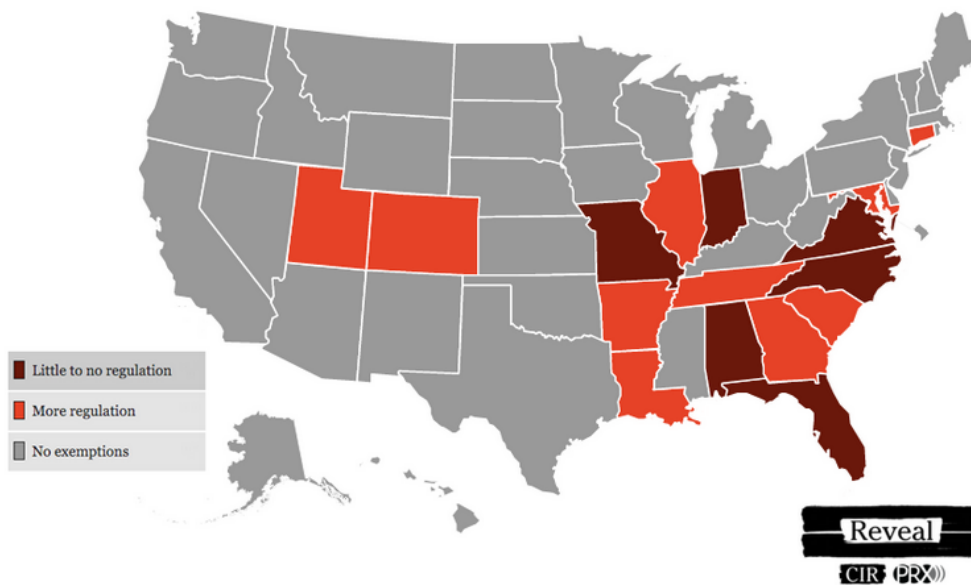 Little to no regulation
More regulation
No exemptions
Reveal
CIR PRX